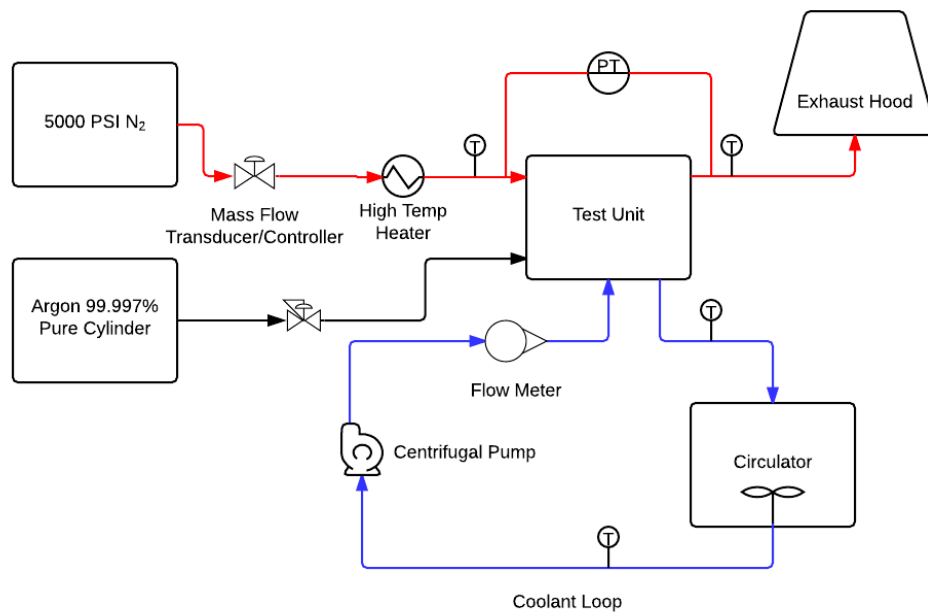 PT
Exhaust Hood
5000 PSI N₂
T
T
Mass Flow
Transducer/Controller
High Temp
Heater
Test Unit
Argon 99.997%
Pure Cylinder
T
Flow Meter
Centrifugal Pump
Circulator
T
Coolant Loop